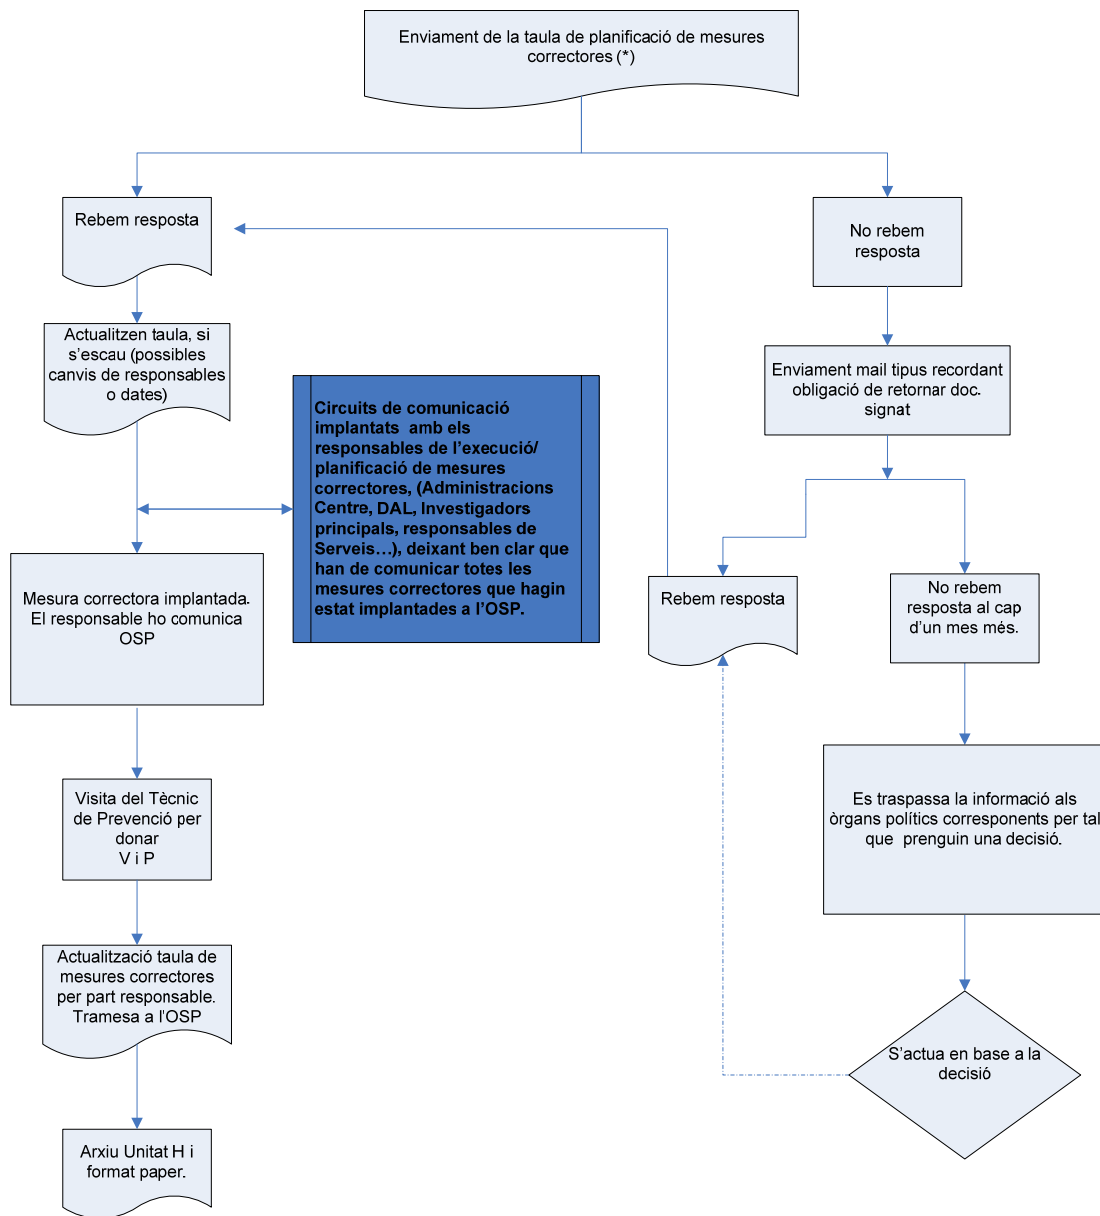 Enviament de la taula de planificació de mesures
correctores (*)
Rebem resposta
No rebem
resposta
Actualitzen taula, si
s'escau (possibles
canvis de responsables
o dates)
Enviament mail tipus recordant
obligació de retornar doc.
signat
Circuits de comunicació
implantats  amb els
responsables de l'execució/
planificació de mesures
correctores, (Administracions
Centre, DAL, Investigadors
principals, responsables de
Serveis…), deixant ben clar que
han de comunicar totes les
mesures correctores que hagin
estat implantades a l'OSP.
Mesura correctora implantada.
El responsable ho comunica
OSP
Rebem resposta
No rebem
resposta al cap
d'un mes més.
Visita del Tècnic
de Prevenció per
donar
V i P
Es traspassa la informació als
òrgans polítics corresponents per tal
que  prenguin una decisió.
Actualització taula de
mesures correctores
per part responsable.
Tramesa a l'OSP
S'actua en base a la
decisió
Arxiu Unitat H i
format paper.